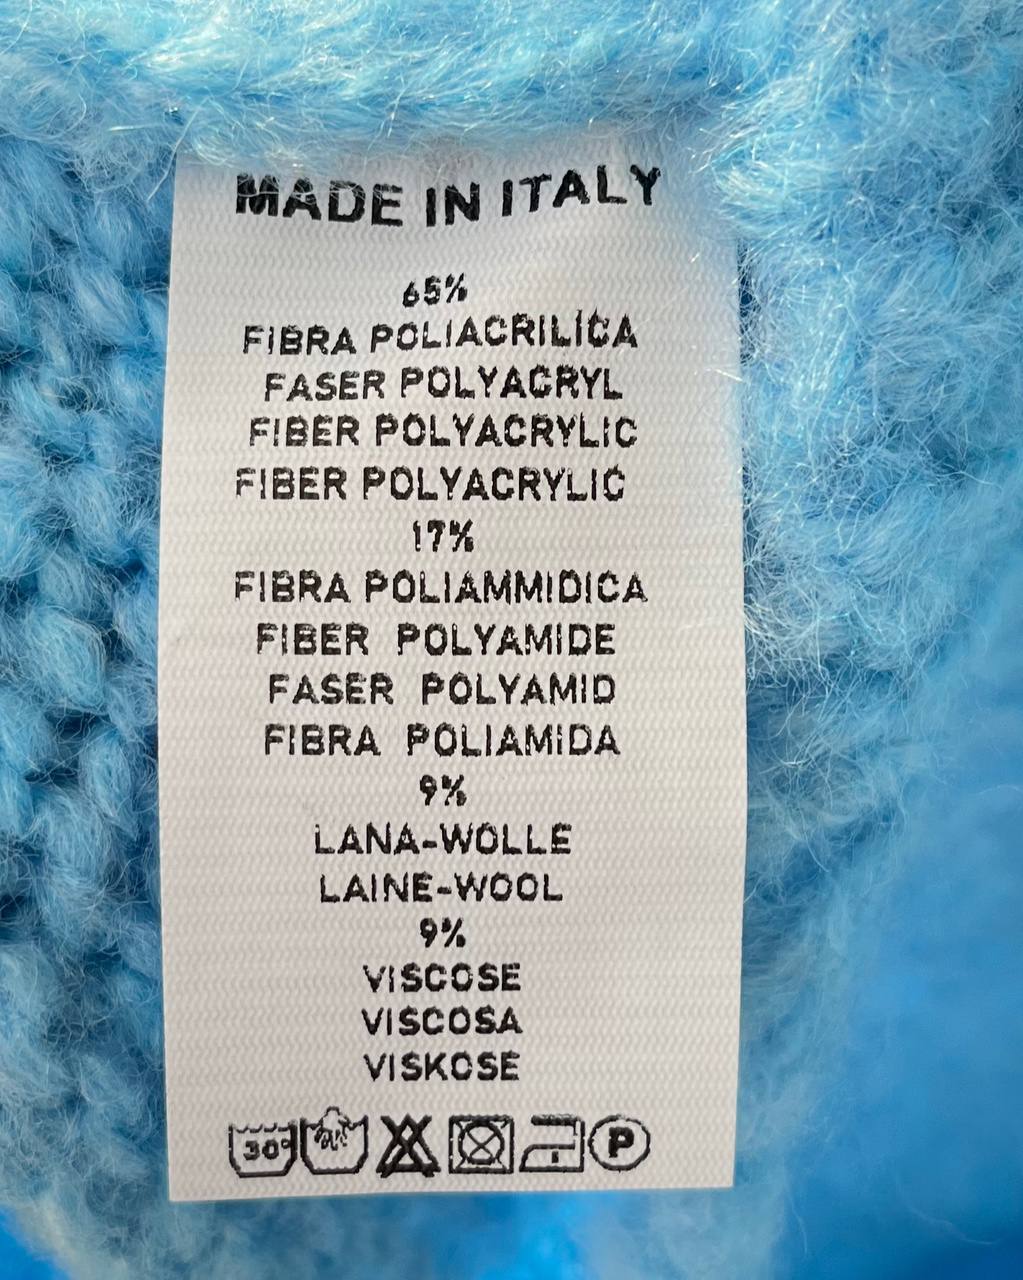 MADE IN ITALY
65%
FIBRA POLIACRILICA
FASER POLYACRYL
FIBER POLYACRYLIC
FIBER POLYACRYLIC
17%
FIBRA POLIAMMIDICA
FIBER POLYAMIDE
FASER POLYAMID
FIBRA POLIAMIDA
9%
LANA-WOLLE
LAINE-WOOL
9%
VISCOSE
VISCOSA
VISKOSE
30° P